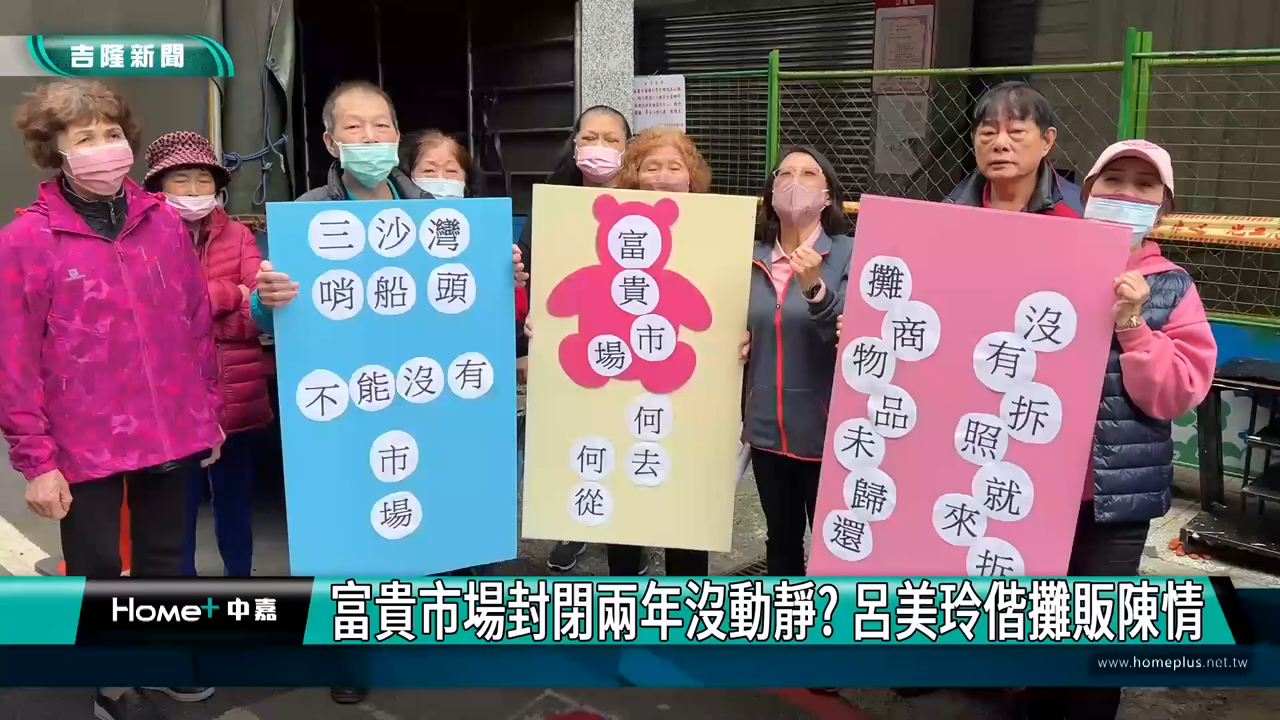 吉隆新聞
三沙灣
哨船頭
不能沒有
市
場
富
貴
市
場
何去
何從
攤商物品未歸還
沒有拆照就來拆
Home+ 中嘉
富貴市場封閉兩年沒動靜? 呂美玲偕攤販陳情
www.homeplus.net.tw